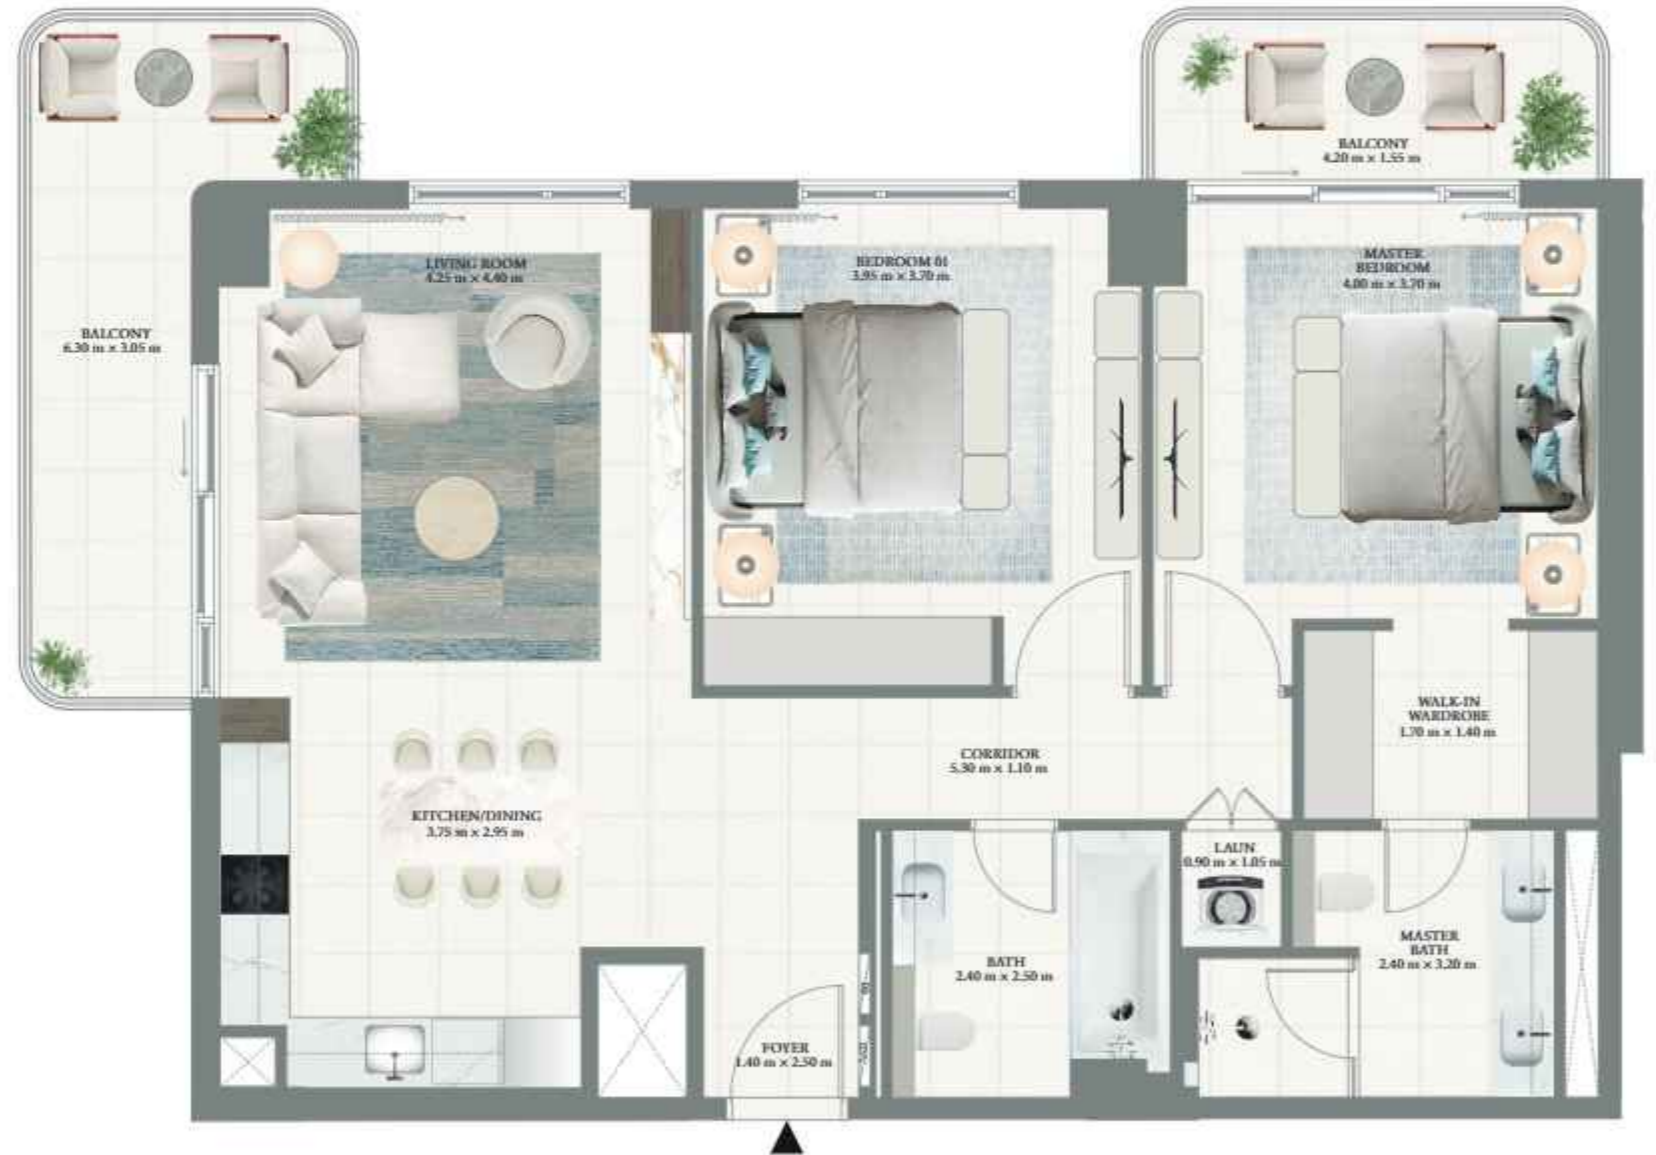 BALCONY
4.20 m × 1.55 m
LIVING ROOM
4.25 m × 4.40 m
BEDROOM 01
3.95 m × 3.70 m
MASTER
BEDROOM
4.00 m × 3.70 m
BALCONY
6.30 m × 3.05 m
WALK-IN
WARDROBE
1.70 m × 1.40 m
CORRIDOR
5.30 m × 1.10 m
KITCHEN/DINING
3.75 m × 2.95 m
LAUN
0.90 m × 1.05 m
MASTER
BATH
2.40 m × 3.20 m
BATH
2.40 m × 2.50 m
FOYER
1.40 m × 2.50 m